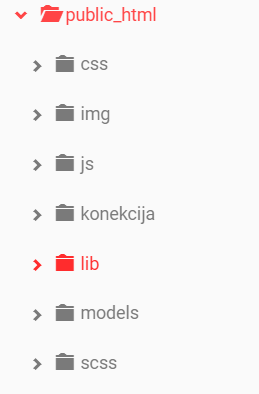 public_html
css
img
js
konekcija
lib
models
scss